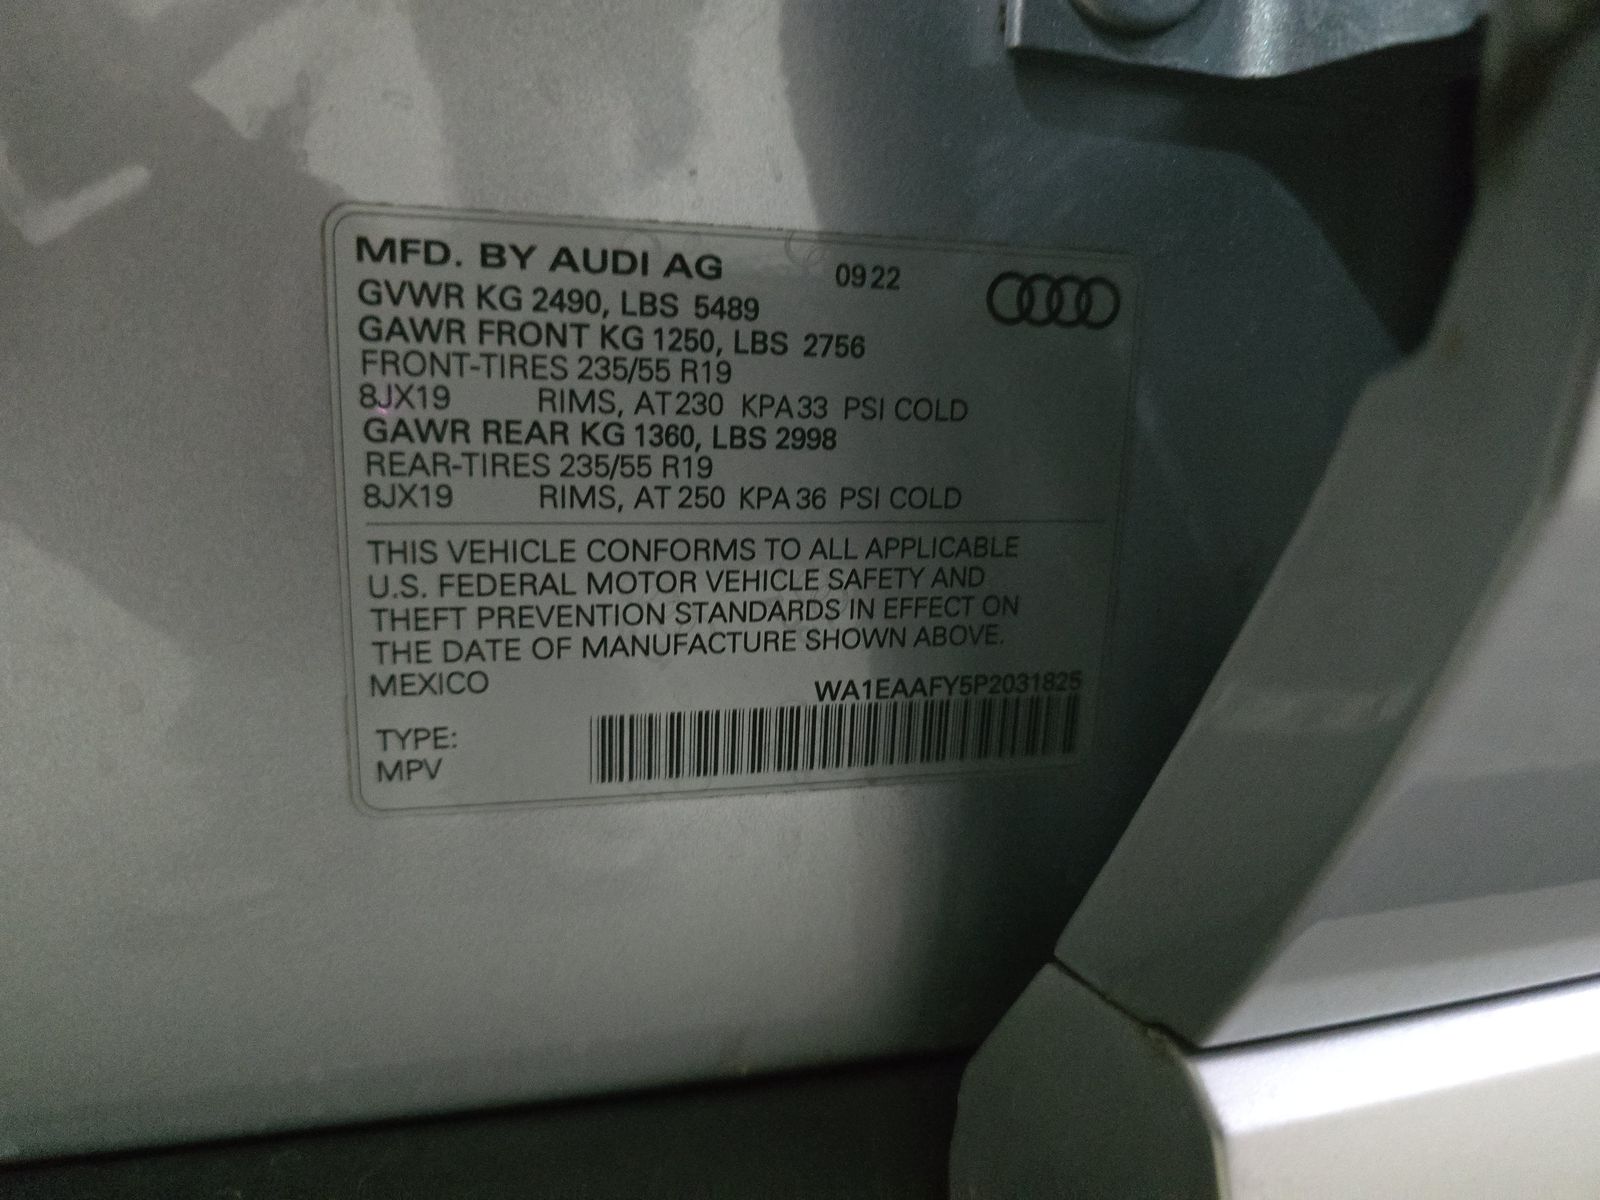 MFD. BY AUDI AG 0922
GVWR KG 2490, LBS 5489
GAWR FRONT KG 1250, LBS 2756
FRONT-TIRES 235/55 R19
8JX19 RIMS, AT 230 KPA 33 PSI COLD
GAWR REAR KG 1360, LBS 2998
REAR-TIRES 235/55 R19
8JX19 RIMS, AT 250 KPA 36 PSI COLD
THIS VEHICLE CONFORMS TO ALL APPLICABLE
U.S. FEDERAL MOTOR VEHICLE SAFETY AND
THEFT PREVENTION STANDARDS IN EFFECT ON
THE DATE OF MANUFACTURE SHOWN ABOVE.
MEXICO WA1EAAFY5P2031825
TYPE:
MPV